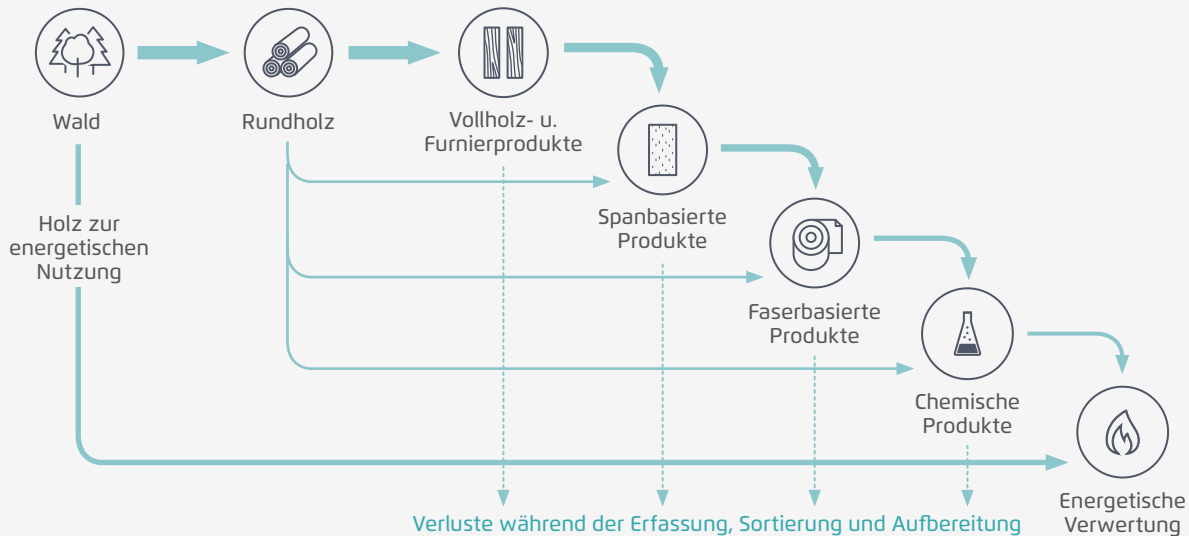 Wald
Rundholz
Vollholz- u.
Furnierprodukte
Spanbasierte
Produkte
Holz zur
energetischen
Nutzung
Faserbasierte
Produkte
Chemische
Produkte
Energetische
Verwertung
Verluste während der Erfassung, Sortierung und Aufbereitung